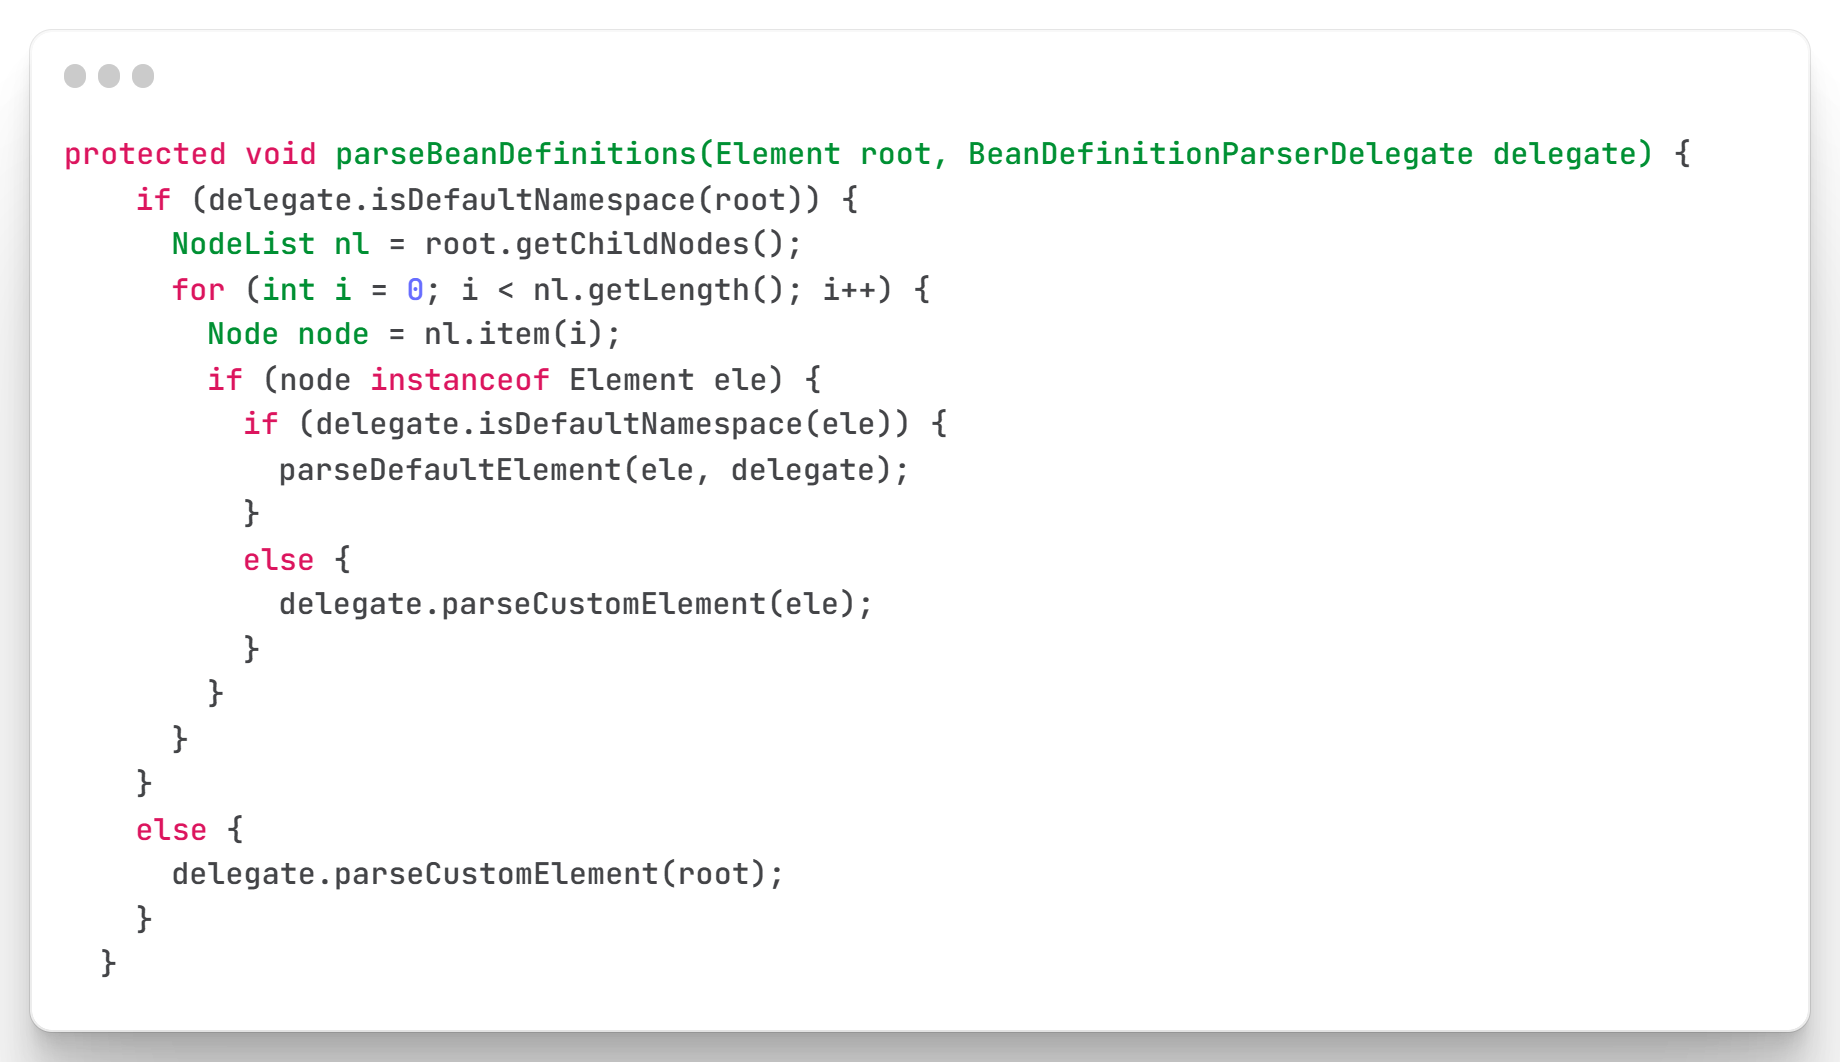 protected void parseBeanDefinitions(Element root, BeanDefinitionParserDelegate delegate) {
    if (delegate.isDefaultNamespace(root)) {
      NodeList nl = root.getChildNodes();
      for (int i = 0; i < nl.getLength(); i++) {
        Node node = nl.item(i);
        if (node instanceof Element ele) {
          if (delegate.isDefaultNamespace(ele)) {
            parseDefaultElement(ele, delegate);
          }
          else {
            delegate.parseCustomElement(ele);
          }
        }
      }
    }
    else {
      delegate.parseCustomElement(root);
    }
  }